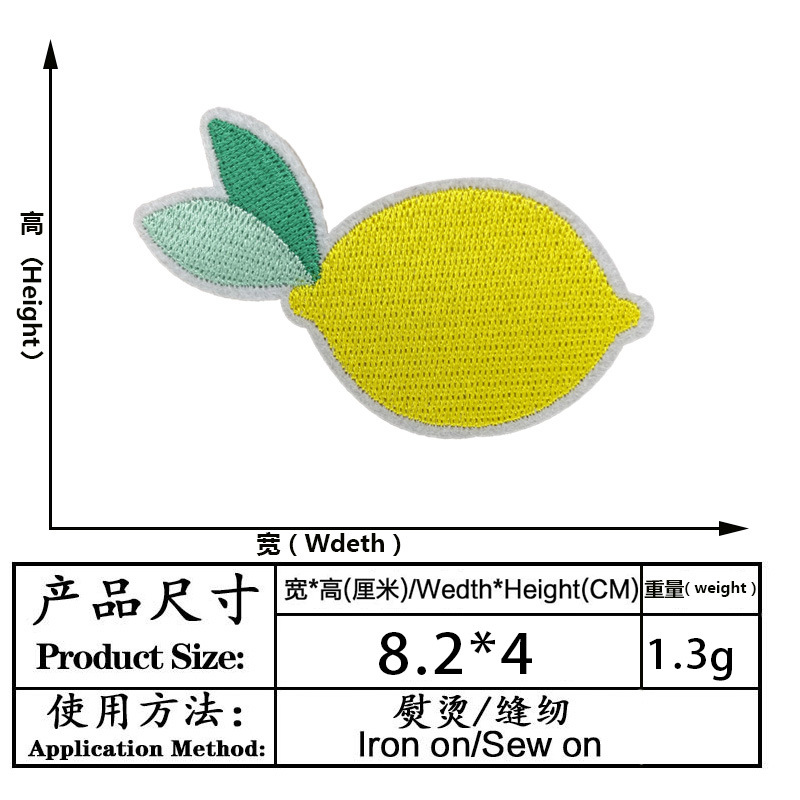 高（Height）
宽（Wdeth）
产品尺寸
Product Size:
宽*高(厘米)/Wedth*Height(CM)
重量(weight)
8.2*4
1.3g
使用方法：
Application Method:
熨烫/缝纫
Iron on/Sew on